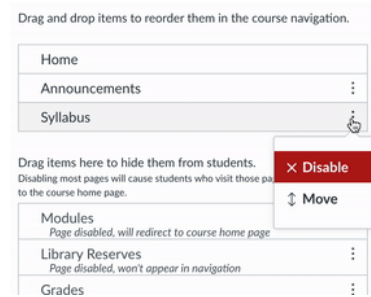 Drag and drop items to reorder them in the course navigation.
Home
Announcements
Syllabus
Disable
Move
Drag items here to hide them from students.
Disabling most pages will cause students who visit those
to the course home page.
Modules
Page disabled, will redirect to course home page
Library Reserves
Page disabled, won't appear in navigation
Grades